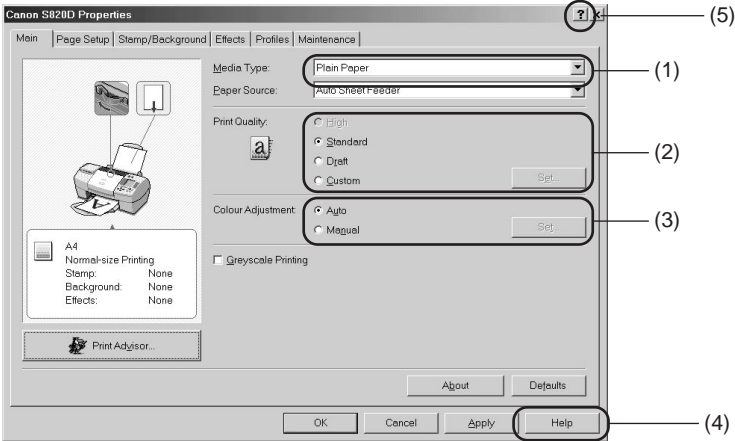 Canon S820D Properties ? × (5)
Main Page Setup Stamp/Background Effects Profiles Maintenance
Media Type: Plain Paper (1)
Paper Source: Auto Sheet Feeder
Print Quality: High
a Standard (2)
Draft
Custom Set...
Colour Adjustment: Auto (3)
Manual Set...
Greyscale Printing
A4
Normal-size Printing
Stamp: None
Background: None
Effects: None
Print Advisor...
About Defaults
OK Cancel Apply Help (4)